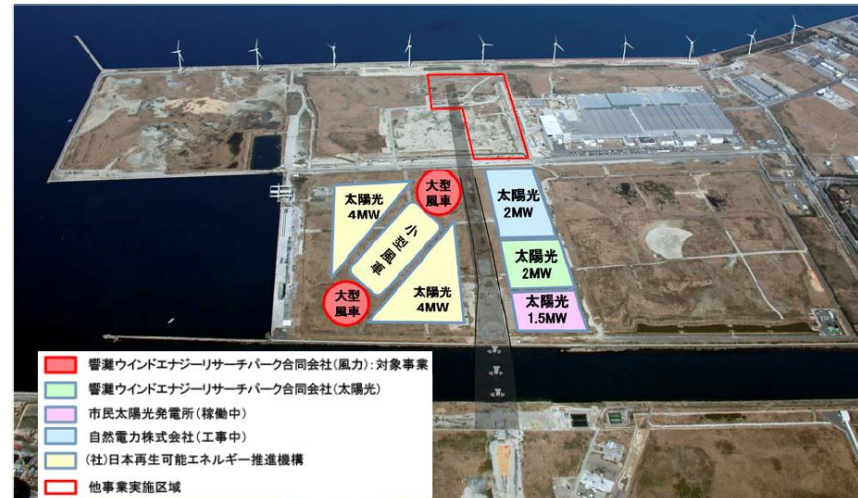 大型
風車
太陽光
4MW
小型風車
太陽光
2MW
太陽光
2MW
大型
風車
太陽光
4MW
太陽光
1.5MW
響灘ウインドエナジーリサーチパーク合同会社(風力):対象事業
響灘ウインドエナジーリサーチパーク合同会社(太陽光)
市民太陽光発電所(稼働中)
自然電力株式会社(工事中)
(社)日本再生可能エネルギー推進機構
他事業実施区域